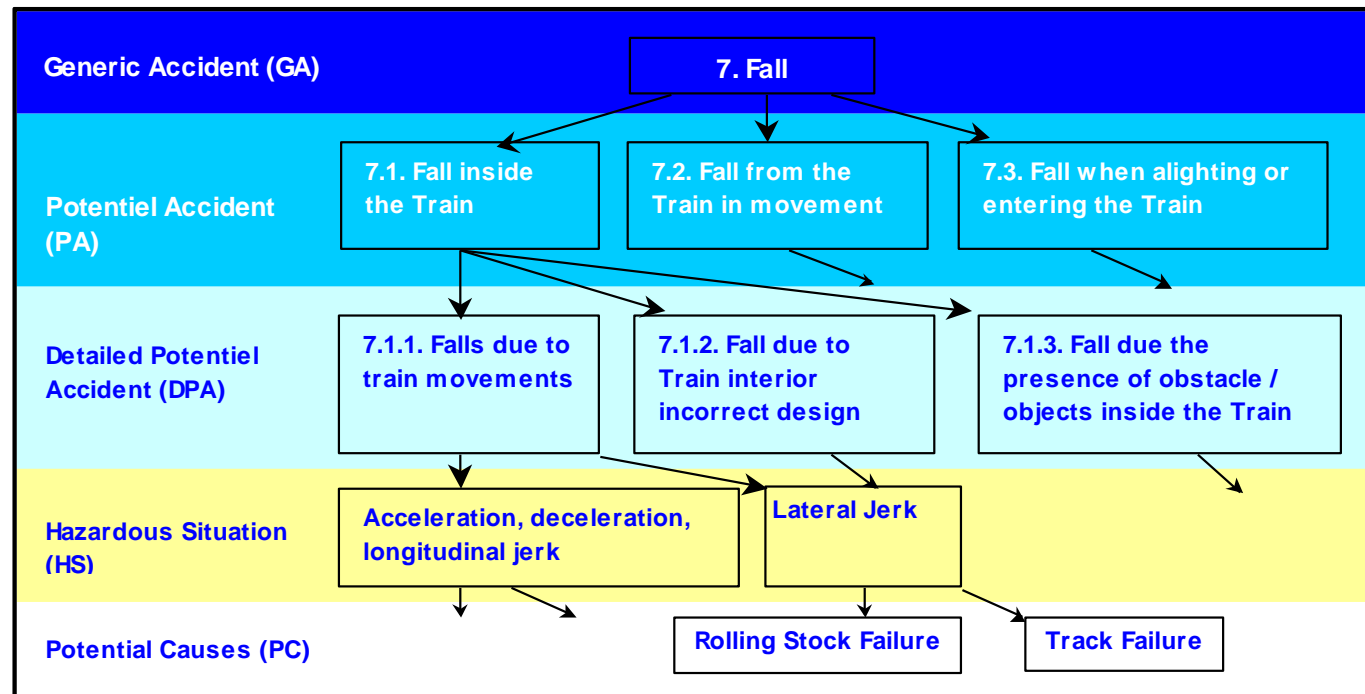 Generic Accident (GA)
7. Fall
Potentiel Accident
(PA)
7.1. Fall inside
the Train
7.2. Fall from the
Train in movement
7.3. Fall when alighting or
entering the Train
Detailed Potentiel
Accident (DPA)
7.1.1. Falls due to
train movements
7.1.2. Fall due to
Train interior
incorrect design
7.1.3. Fall due the
presence of obstacle /
objects inside the Train
Hazardous Situation
(HS)
Acceleration, deceleration,
longitudinal jerk
Lateral Jerk
Potential Causes (PC)
Rolling Stock Failure
Track Failure